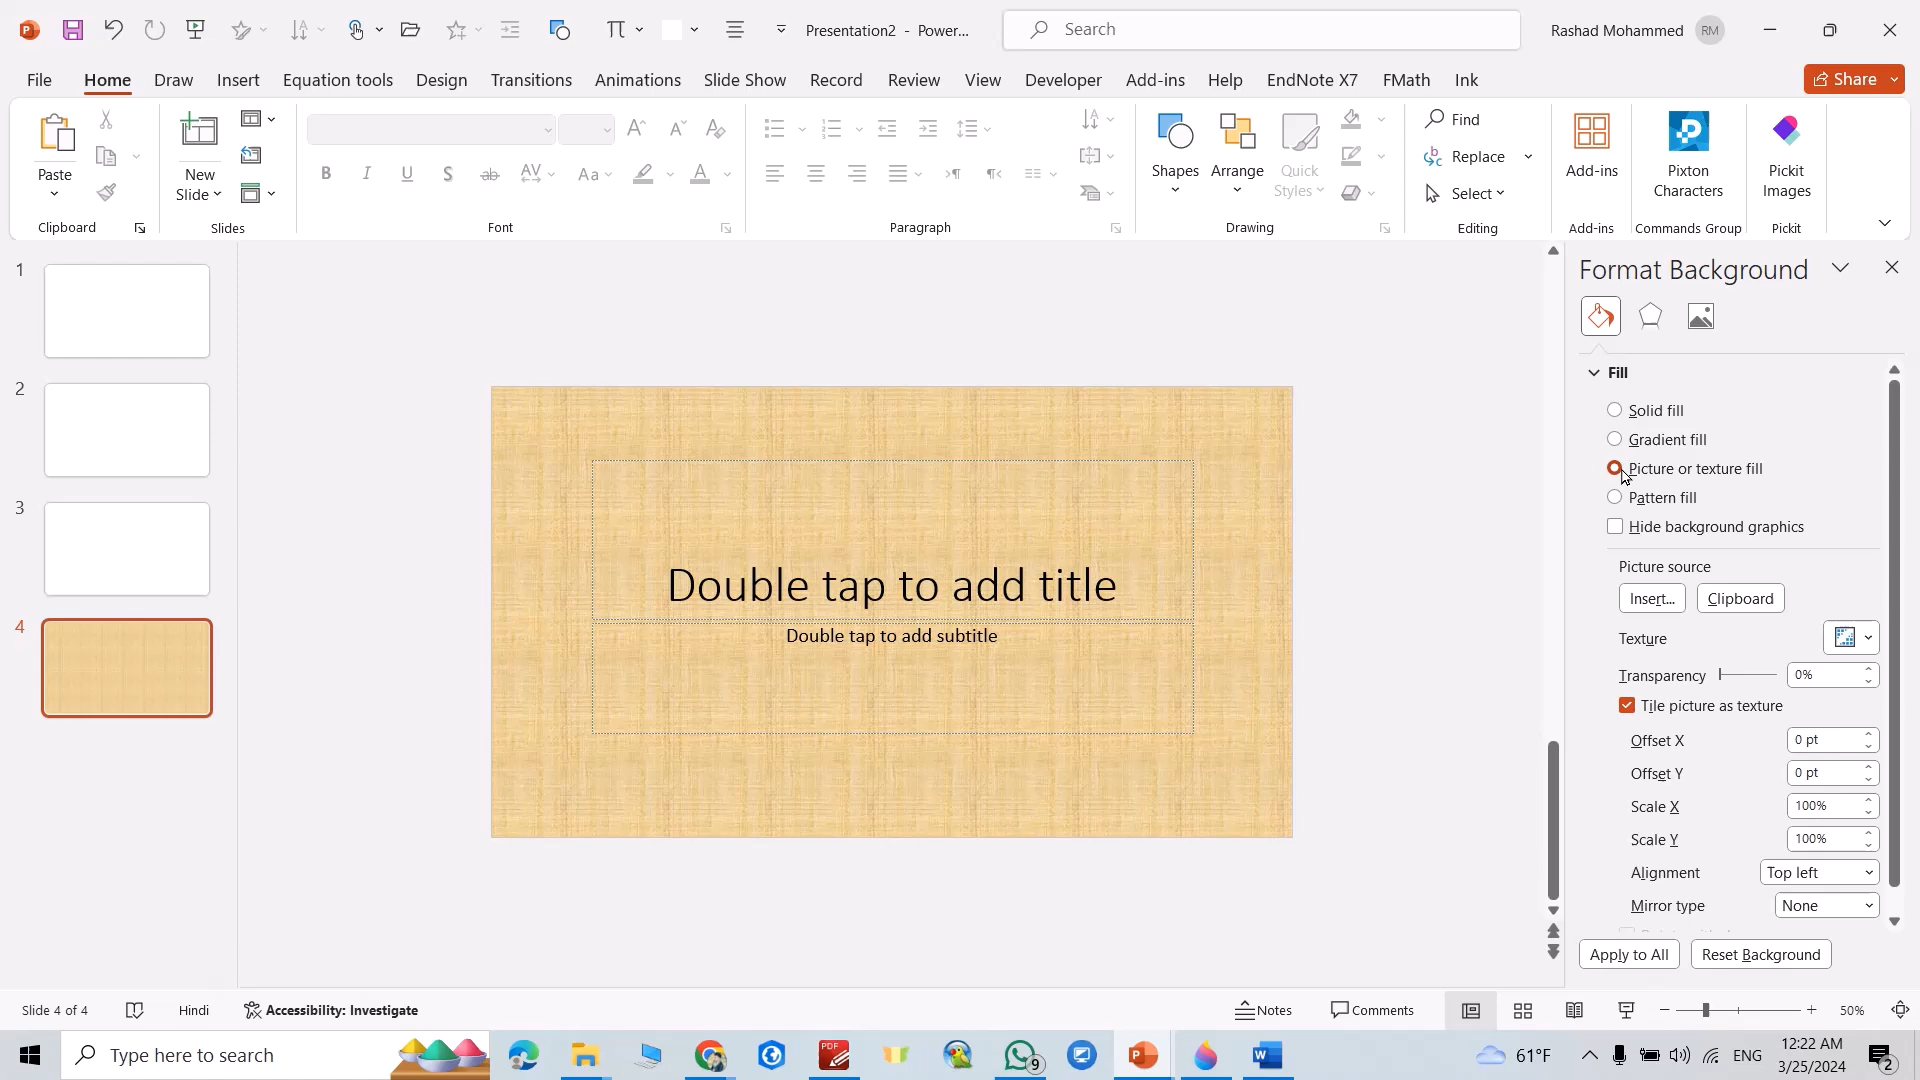 Presentation2 - Power...
Search
Rashad Mohammed
RM
File
Home
Draw
Insert
Equation tools
Design
Transitions
Animations
Slide Show
Record
Review
View
Developer
Add-ins
Help
EndNote X7
FMath
Ink
Share
Paste
New
Slide
Shapes
Arrange
Quick
Styles
Find
Replace
Select
Add-ins
Pixton
Characters
Pickit
Images
Clipboard
Slides
Font
Paragraph
Drawing
Editing
Add-ins
Commands Group
Pickit
1
2
3
4
Double tap to add title
Double tap to add subtitle
Format Background
Fill
Solid fill
Gradient fill
Picture or texture fill
Pattern fill
Hide background graphics
Picture source
Insert...
Clipboard
Texture
Transparency
0%
Tile picture as texture
Offset X
0 pt
Offset Y
0 pt
Scale X
100%
Scale Y
100%
Alignment
Top left
Mirror type
None
Apply to All
Reset Background
Slide 4 of 4
Hindi
Accessibility: Investigate
Notes
Comments
50%
Type here to search
PDF
9
61°F
ENG
12:22 AM
3/25/2024
2